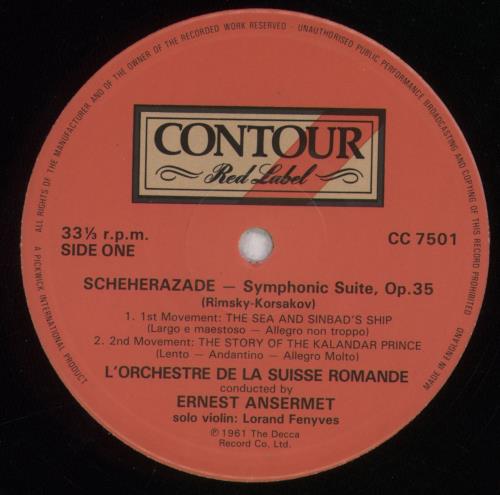 ALL RIGHTS OF THE MANUFACTURER AND OF THE OWNER OF THE RECORDED WORK RESERVED – UNAUTHORISED PUBLIC PERFORMANCE BROADCASTING AND COPYING OF THIS RECORD PROHIBITED
CONTOUR
Red Label
33⅓ r.p.m.
SIDE ONE
CC 7501
SCHEHERAZADE — Symphonic Suite, Op.35
(Rimsky-Korsakov)
1. 1st Movement: THE SEA AND SINBAD'S SHIP
(Largo e maestoso – Allegro non troppo)
2. 2nd Movement: THE STORY OF THE KALANDAR PRINCE
(Lento – Andantino – Allegro Molto)
L'ORCHESTRE DE LA SUISSE ROMANDE
conducted by
ERNEST ANSERMET
solo violin: Lorand Fenyves
℗ 1961 The Decca
Record Co. Ltd.
A PICKWICK INTERNATIONAL PRODUCT
MADE IN ENGLAND